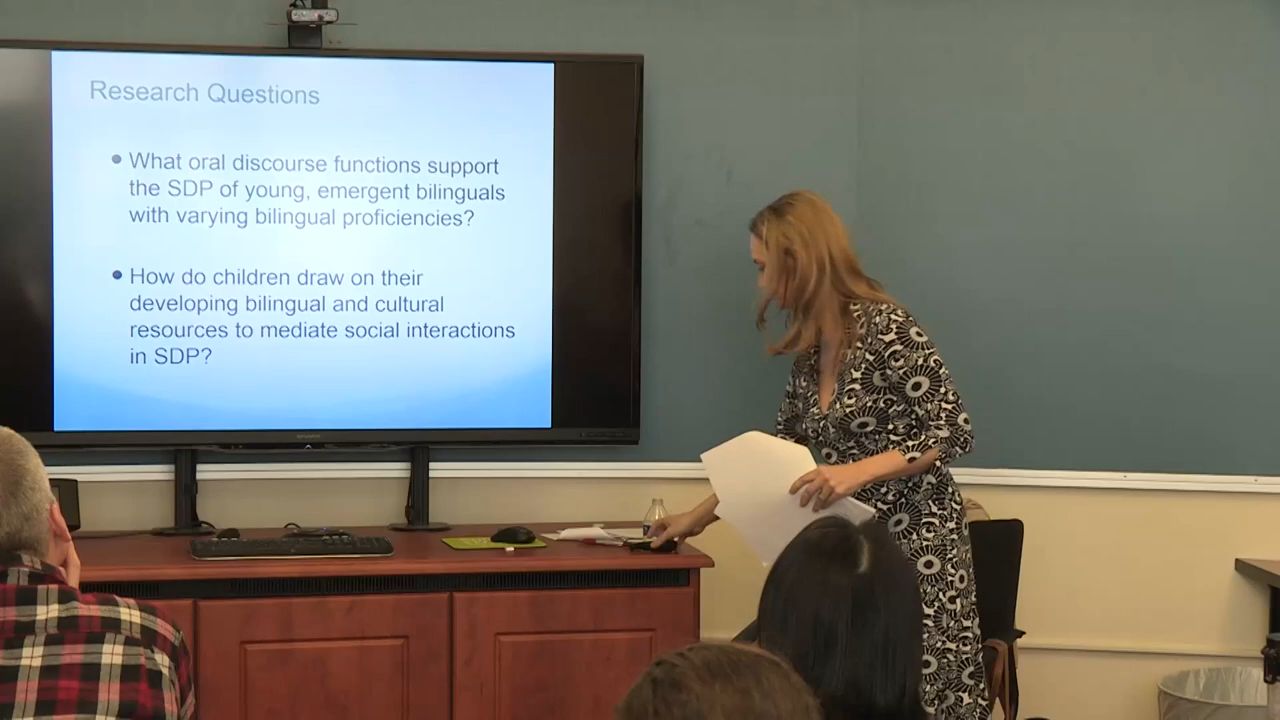 Research Questions
• What oral discourse functions support
the SDP of young, emergent bilinguals
with varying bilingual proficiencies?
• How do children draw on their
developing bilingual and cultural
resources to mediate social interactions
in SDP?